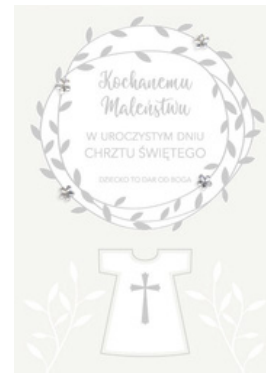 Kochanemu
Maleństwu
W UROCZYSTYM DNIU
CHRZTU ŚWIĘTEGO
DZIECKO TO DAR OD BOGA